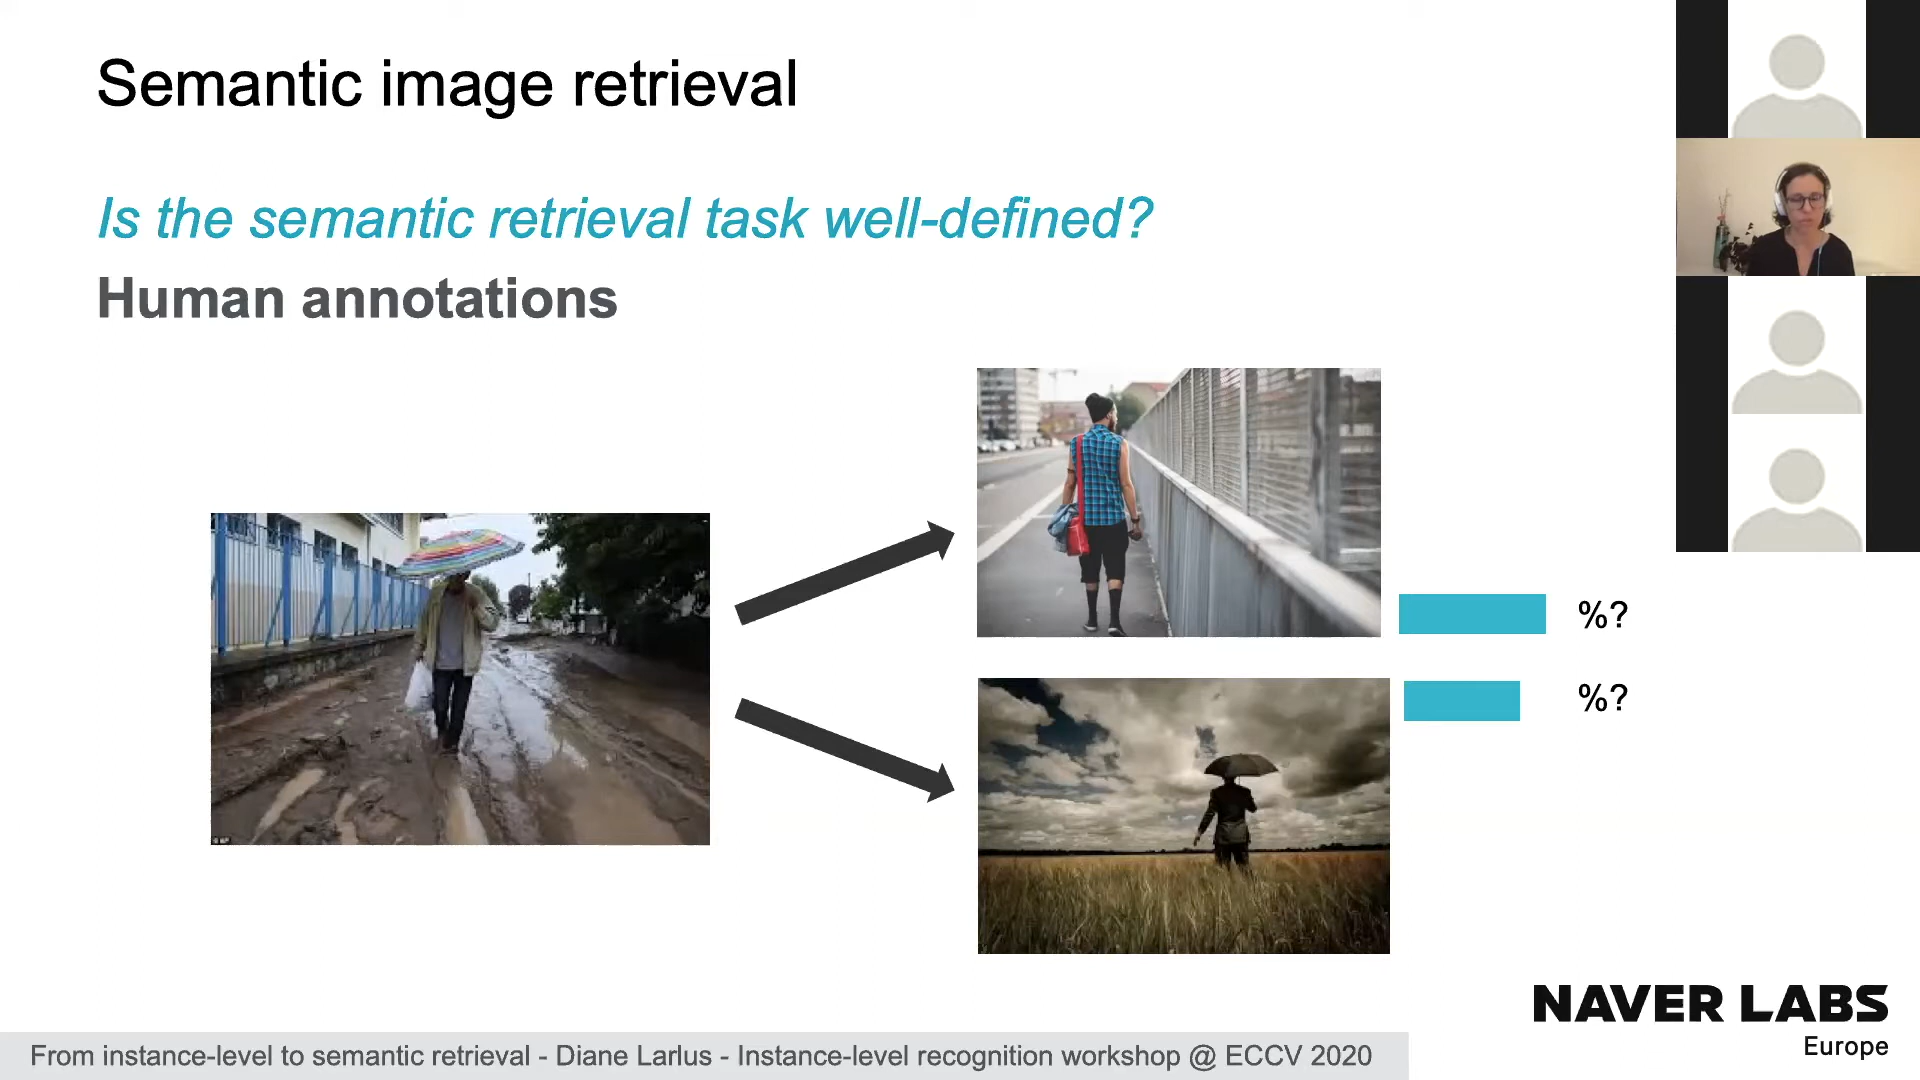 Semantic image retrieval
Is the semantic retrieval task well-defined?
Human annotations
%?
%?
NAVER LABS
Europe
From instance-level to semantic retrieval - Diane Larlus - Instance-level recognition workshop @ ECCV 2020